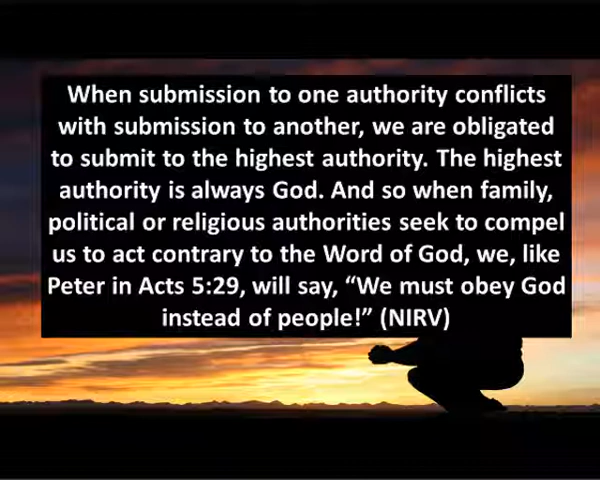 When submission to one authority conflicts
with submission to another, we are obligated
to submit to the highest authority. The highest
authority is always God. And so when family,
political or religious authorities seek to compel
us to act contrary to the Word of God, we, like
Peter in Acts 5:29, will say, “We must obey God
instead of people!” (NIRV)